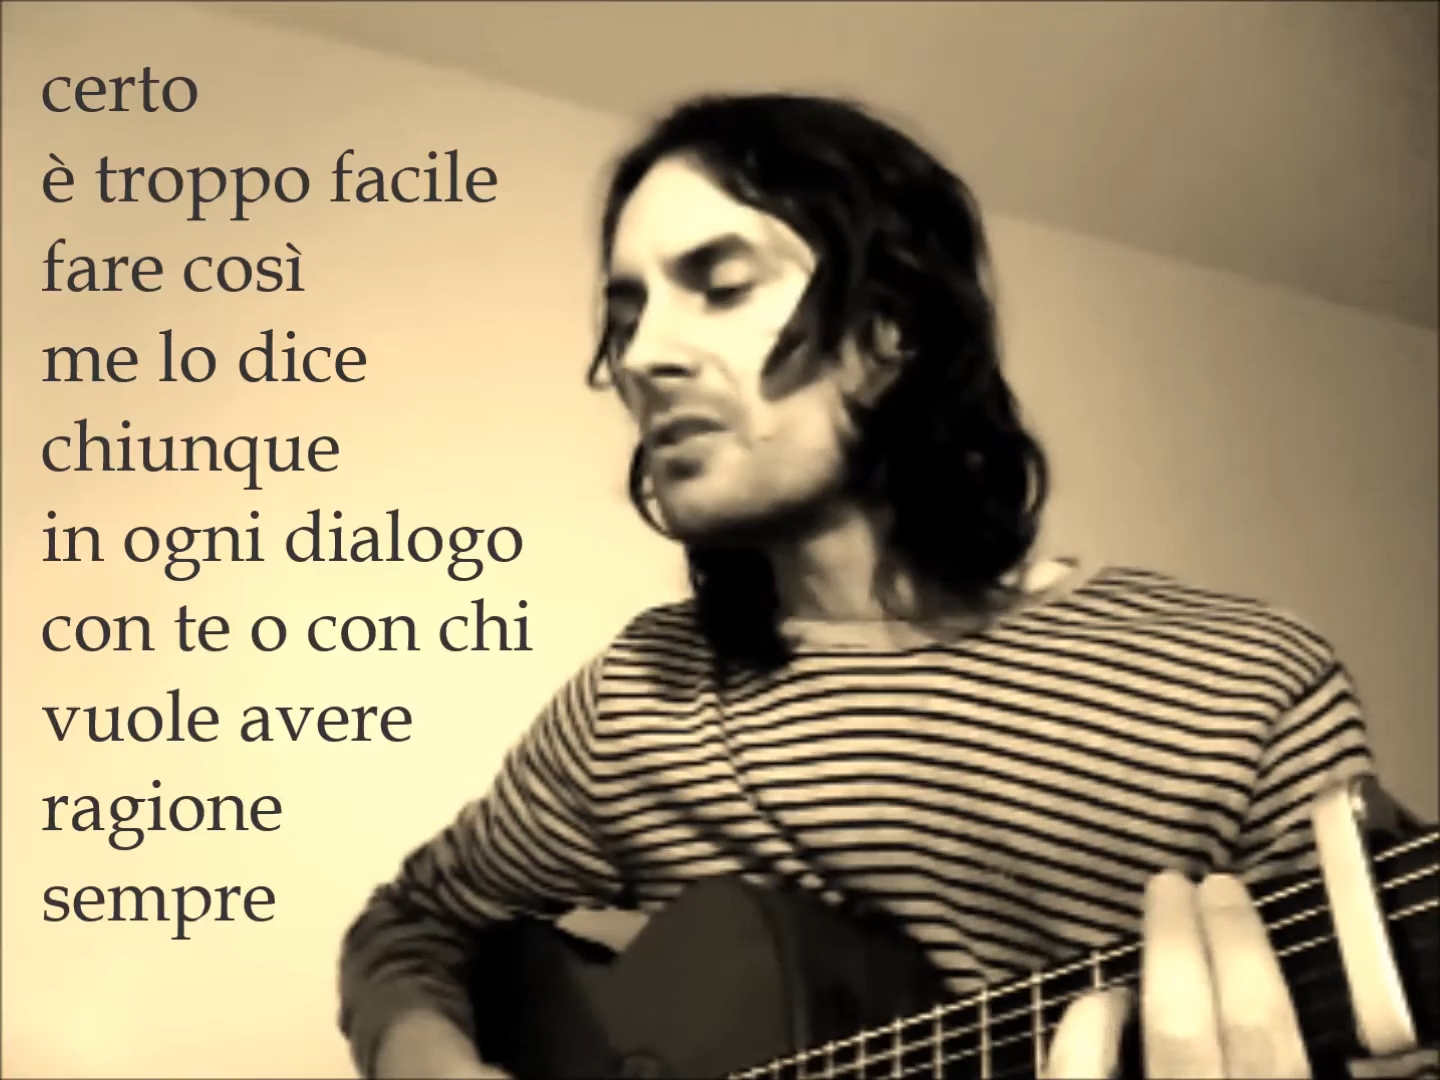 certo
è troppo facile
fare così
me lo dice
chiunque
in ogni dialogo
con te o con chi
vuole avere
ragione
sempre